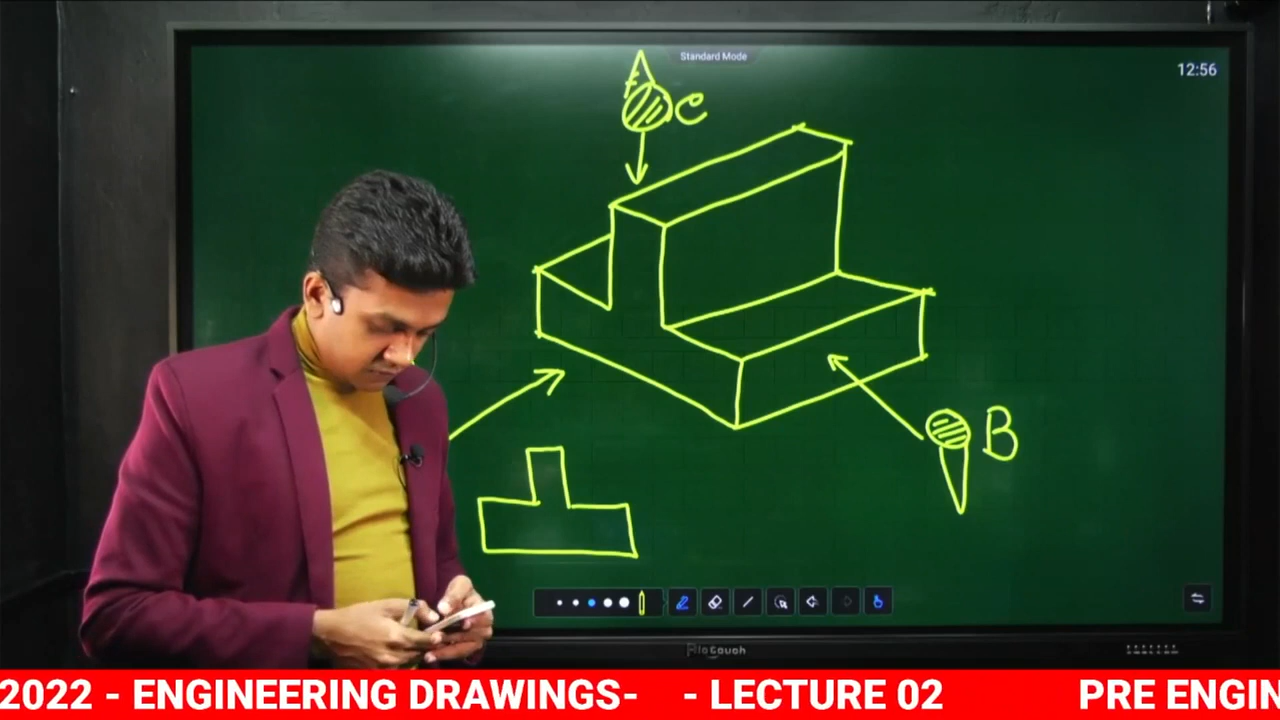 Standard Mode
12:56
C
B
2022 - ENGINEERING DRAWINGS- - LECTURE 02 PRE ENGIN